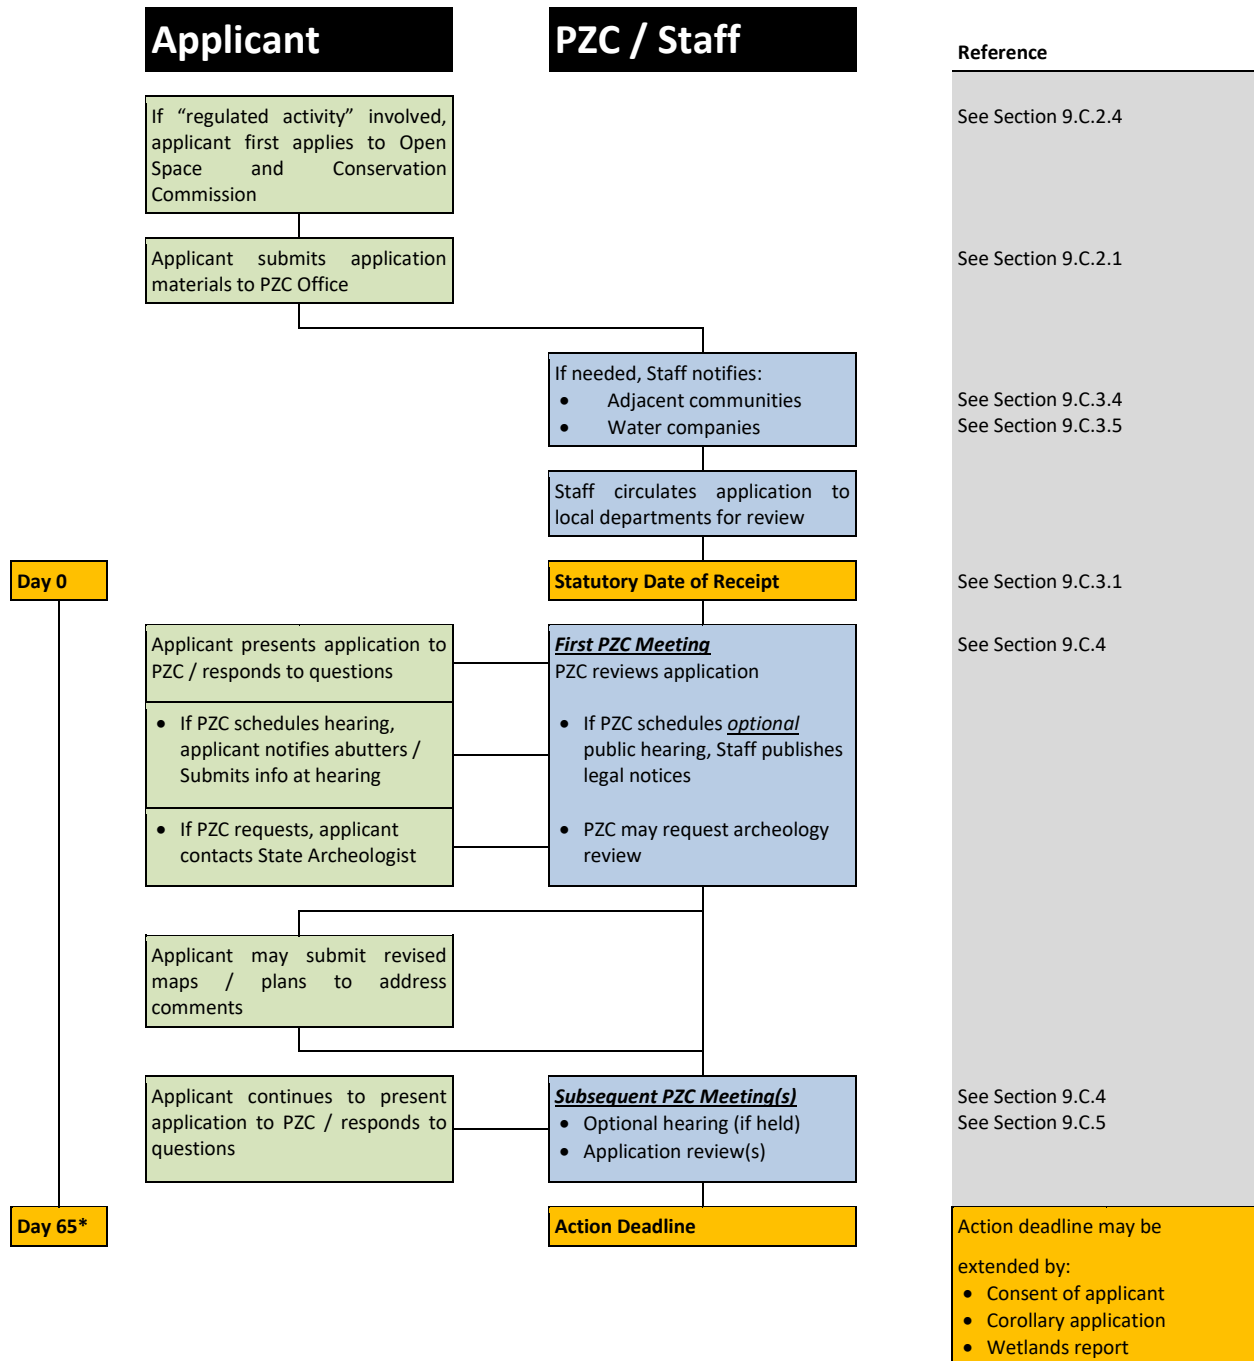 Applicant
PZC / Staff
Reference
If “regulated activity” involved,
applicant first applies to Open
Space and Conservation
Commission
See Section 9.C.2.4
Applicant submits application
materials to PZC Office
See Section 9.C.2.1
If needed, Staff notifies:
• Adjacent communities
• Water companies
See Section 9.C.3.4
See Section 9.C.3.5
Staff circulates application to
local departments for review
Day 0
Statutory Date of Receipt
See Section 9.C.3.1
Applicant presents application to
PZC / responds to questions
First PZC Meeting
PZC reviews application
See Section 9.C.4
• If PZC schedules hearing,
applicant notifies abutters /
Submits info at hearing
• If PZC schedules optional
public hearing, Staff publishes
legal notices
• If PZC requests, applicant
contacts State Archeologist
• PZC may request archeology
review
Applicant may submit revised
maps / plans to address
comments
Applicant continues to present
application to PZC / responds to
questions
Subsequent PZC Meeting(s)
• Optional hearing (if held)
• Application review(s)
See Section 9.C.4
See Section 9.C.5
Day 65*
Action Deadline
Action deadline may be
extended by:
• Consent of applicant
• Corollary application
• Wetlands report